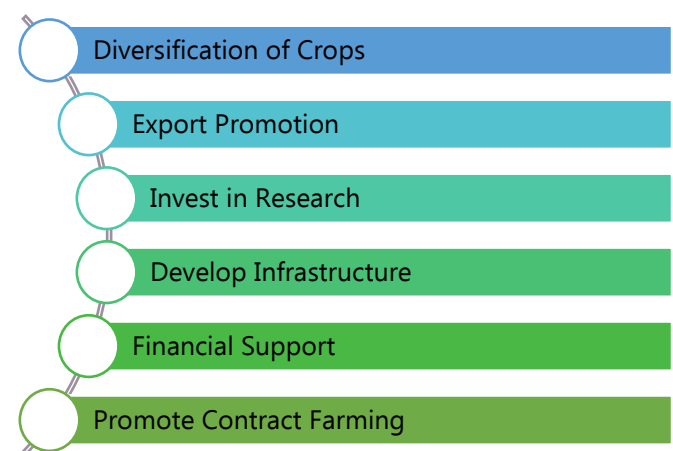 Diversification of Crops
Export Promotion
Invest in Research
Develop Infrastructure
Financial Support
Promote Contract Farming